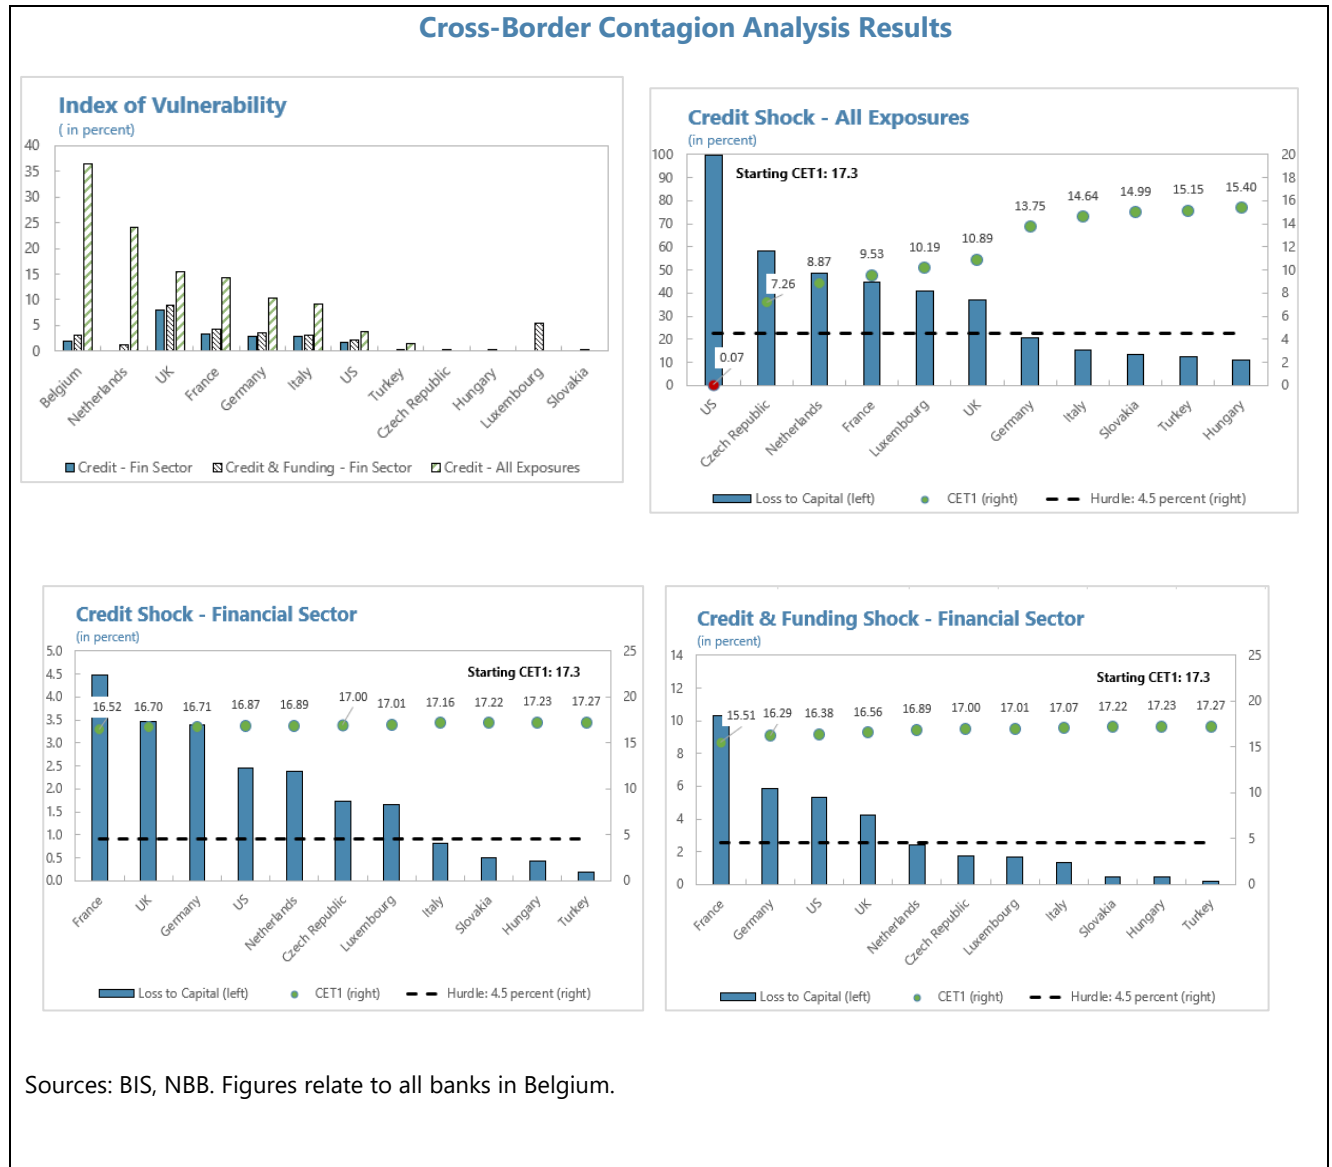 Cross-Border Contagion Analysis Results
Index of Vulnerability
( in percent)
40
35
30
25
20
15
10
5
0
Belgium
Netherlands
UK
France
Germany
Italy
US
Turkey
Czech Republic
Hungary
Luxembourg
Slovakia
Credit - Fin Sector
Credit & Funding - Fin Sector
Credit - All Exposures
Credit Shock - All Exposures
(in percent)
Starting CET1: 17.3
100
90
80
70
60
50
40
30
20
10
0
20
18
16
14
12
10
8
6
4
2
0
0.07
7.26
8.87
9.53
10.19
10.89
13.75
14.64
14.99
15.15
15.40
US
Czech Republic
Netherlands
France
Luxembourg
UK
Germany
Italy
Slovakia
Turkey
Hungary
Loss to Capital (left)
CET1 (right)
Hurdle: 4.5 percent (right)
Credit Shock - Financial Sector
(in percent)
Starting CET1: 17.3
5.0
4.5
4.0
3.5
3.0
2.5
2.0
1.5
1.0
0.5
0.0
25
20
15
10
5
0
16.52
16.70
16.71
16.87
16.89
17.00
17.01
17.16
17.22
17.23
17.27
France
UK
Germany
US
Netherlands
Czech Republic
Luxembourg
Italy
Slovakia
Hungary
Turkey
Loss to Capital (left)
CET1 (right)
Hurdle: 4.5 percent (right)
Credit & Funding Shock - Financial Sector
(in percent)
Starting CET1: 17.3
14
12
10
8
6
4
2
0
25
20
15
10
5
0
15.51
16.29
16.38
16.56
16.89
17.00
17.01
17.07
17.22
17.23
17.27
France
Germany
US
UK
Netherlands
Czech Republic
Luxembourg
Italy
Slovakia
Hungary
Turkey
Loss to Capital (left)
CET1 (right)
Hurdle: 4.5 percent (right)
Sources: BIS, NBB. Figures relate to all banks in Belgium.